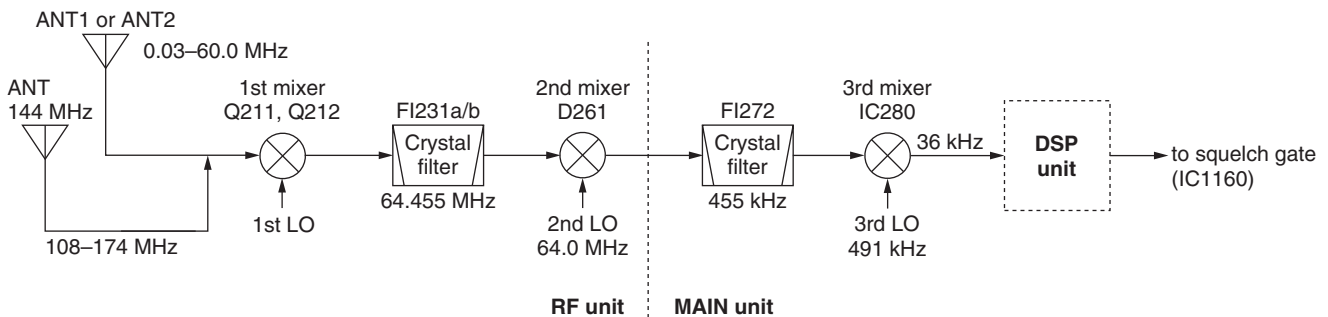 ANT1 or ANT2
0.03–60.0 MHz
ANT
144 MHz
108–174 MHz
1st mixer
Q211, Q212
1st LO
FI231a/b
Crystal
filter
64.455 MHz
2nd mixer
D261
2nd LO
64.0 MHz
FI272
Crystal
filter
455 kHz
3rd mixer
IC280
36 kHz
3rd LO
491 kHz
DSP
unit
to squelch gate
(IC1160)
RF unit
MAIN unit